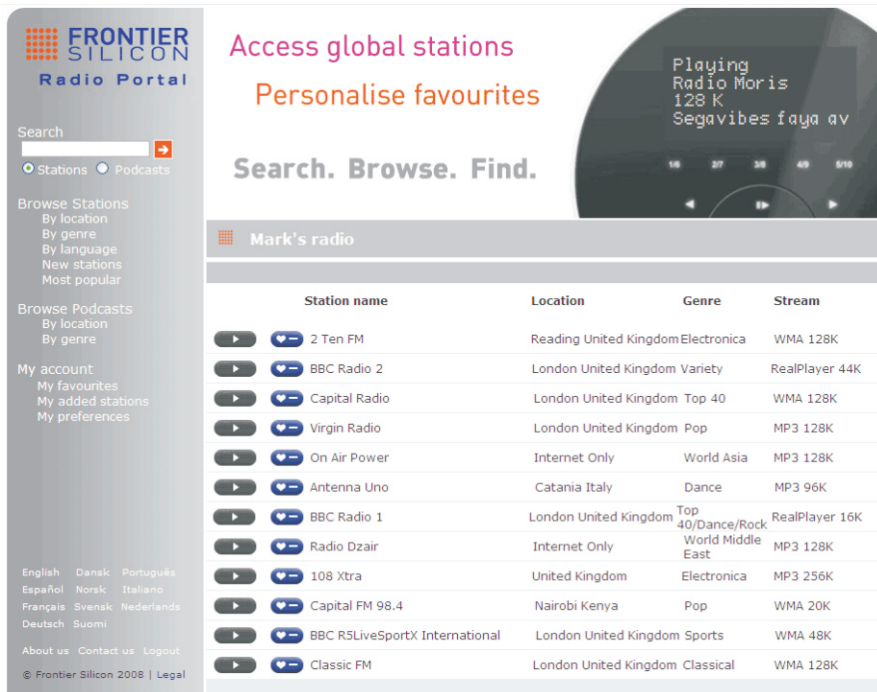 FRONTIER
SILICON
Radio Portal
Search
Stations Podcasts
Browse Stations
By location
By genre
By language
New stations
Most popular
Browse Podcasts
By location
By genre
My account
My favourites
My added stations
My preferences
English Dansk Português
Español Norsk Italiano
Français Svensk Nederlands
Deutsch Suomi
About us Contact us Logout
© Frontier Silicon 2008 | Legal
Access global stations
Personalise favourites
Search. Browse. Find.
Playing
Radio Moris
128 K
Segavibes faya av
1/6 2/7 3/8 4/9 5/10
Mark's radio
Station name Location Genre Stream
2 Ten FM Reading United Kingdom Electronica WMA 128K
BBC Radio 2 London United Kingdom Variety RealPlayer 44K
Capital Radio London United Kingdom Top 40 WMA 128K
Virgin Radio London United Kingdom Pop MP3 128K
On Air Power Internet Only World Asia MP3 128K
Antenna Uno Catania Italy Dance MP3 96K
BBC Radio 1 London United Kingdom Top 40/Dance/Rock RealPlayer 16K
Radio Dzair Internet Only World Middle East MP3 128K
108 Xtra United Kingdom Electronica MP3 256K
Capital FM 98.4 Nairobi Kenya Pop WMA 20K
BBC R5LiveSportX International London United Kingdom Sports WMA 48K
Classic FM London United Kingdom Classical WMA 128K